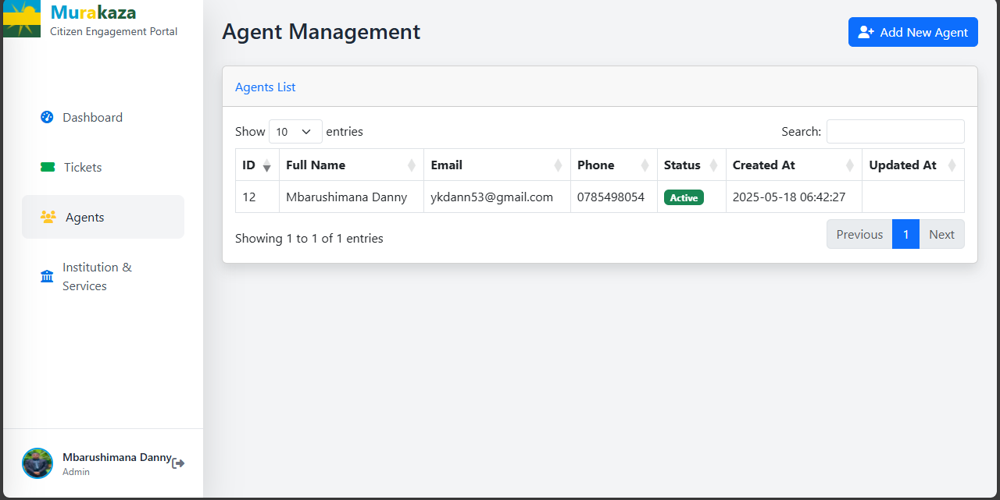 Murakaza
Citizen Engagement Portal
Dashboard
Tickets
Agents
Institution &
Services
Mbarushimana Danny
Admin
Agent Management
Add New Agent
Agents List
Show 10 entries
Search:
ID Full Name Email Phone Status Created At Updated At
12 Mbarushimana Danny ykdann53@gmail.com 0785498054 Active 2025-05-18 06:42:27
Showing 1 to 1 of 1 entries
Previous 1 Next